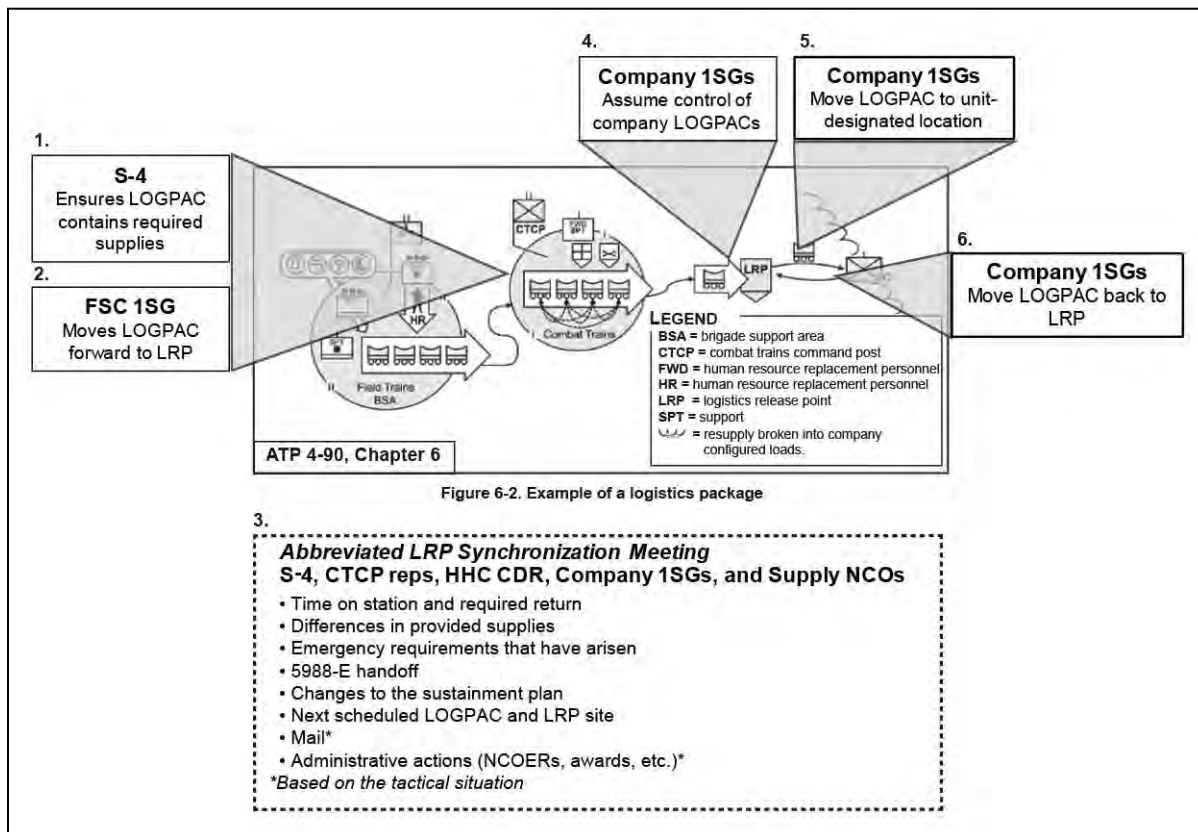 1.
S-4
Ensures LOGPAC
contains required
supplies
2.
FSC 1SG
Moves LOGPAC
forward to LRP
4.
Company 1SGs
Assume control of
company LOGPACs
5.
Company 1SGs
Move LOGPAC to unit-
designated location
6.
Company 1SGs
Move LOGPAC back to
LRP
CTCP
FWD
SPT
HR
II
Field Trains
BSA
I
Combat Trains
LRP
LEGEND
BSA = brigade support area
CTCP = combat trains command post
FWD = human resource replacement personnel
HR = human resource replacement personnel
LRP = logistics release point
SPT = support
= resupply broken into company
configured loads.
ATP 4-90, Chapter 6
Figure 6-2. Example of a logistics package
3.
Abbreviated LRP Synchronization Meeting
S-4, CTCP reps, HHC CDR, Company 1SGs, and Supply NCOs
• Time on station and required return
• Differences in provided supplies
• Emergency requirements that have arisen
• 5988-E handoff
• Changes to the sustainment plan
• Next scheduled LOGPAC and LRP site
• Mail*
• Administrative actions (NCOERs, awards, etc.)*
*Based on the tactical situation